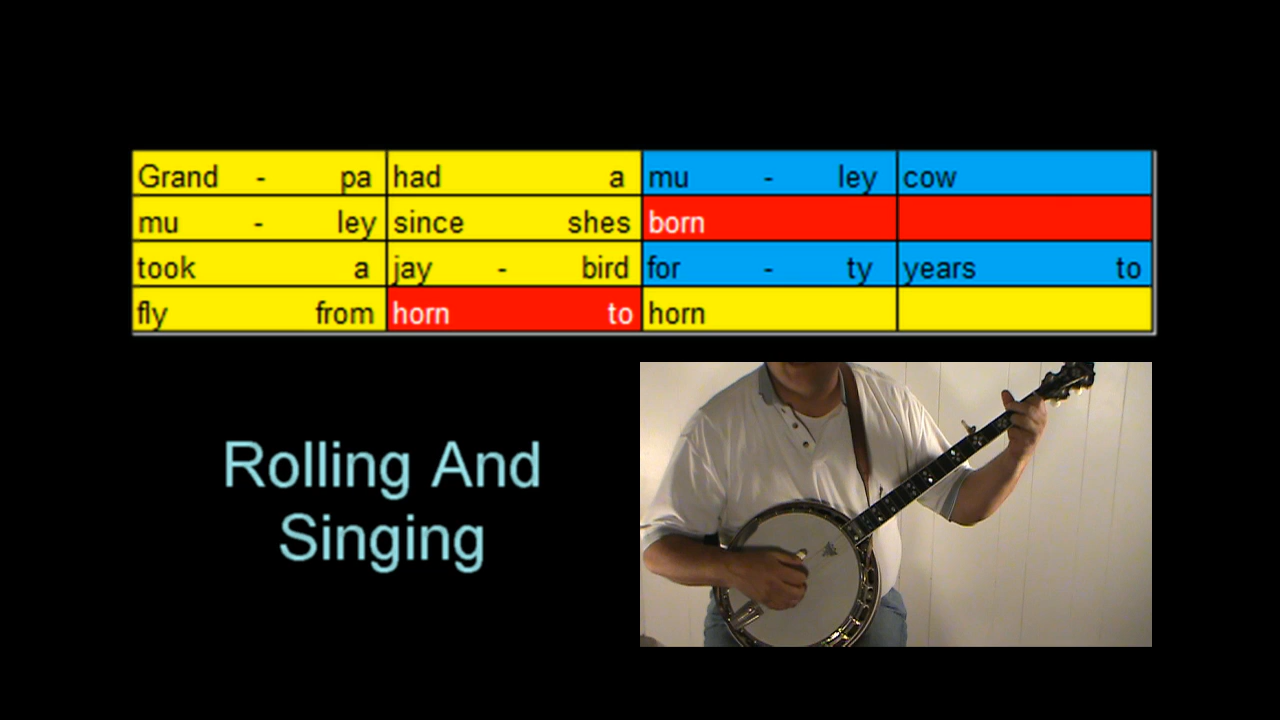 Grand - pa had a mu - ley cow
mu - ley since shes born
took a jay - bird for - ty years to
fly from horn to horn
Rolling And
Singing